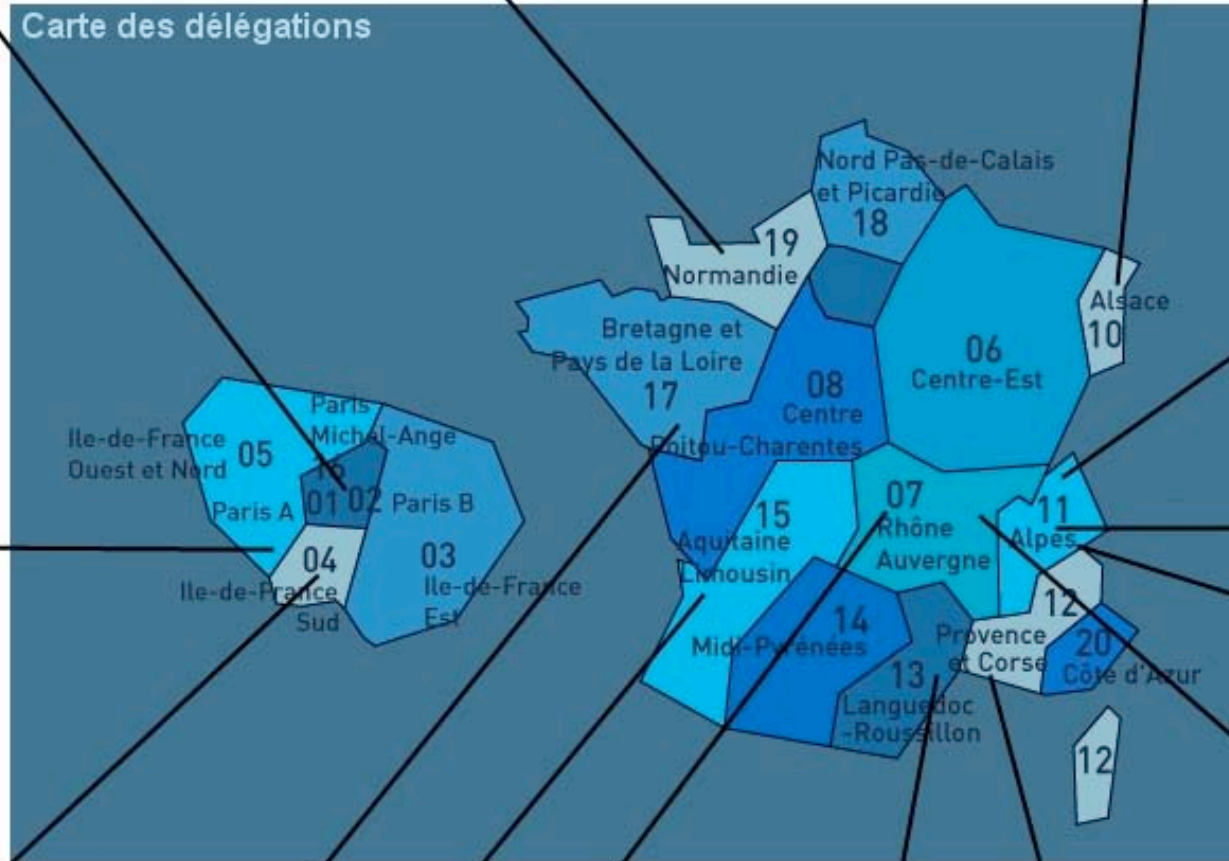 Carte des délégations
Nord Pas-de-Calais
et Picardie
18
19
Normandie
Alsace
10
Bretagne et
Pays de la Loire
17
06
Centre-Est
08
Centre
Poitou-Charentes
Paris
Michel-Ange
16
Ile-de-France
Ouest et Nord
05
01
02
Paris A
Paris B
03
Ile-de-France
Est
04
Ile-de-France
Sud
15
Aquitaine
Limousin
07
Rhône
Auvergne
11
Alpes
12
Provence
et Corse
20
Côte d'Azur
14
Midi-Pyrénées
13
Languedoc
-Roussillon
12